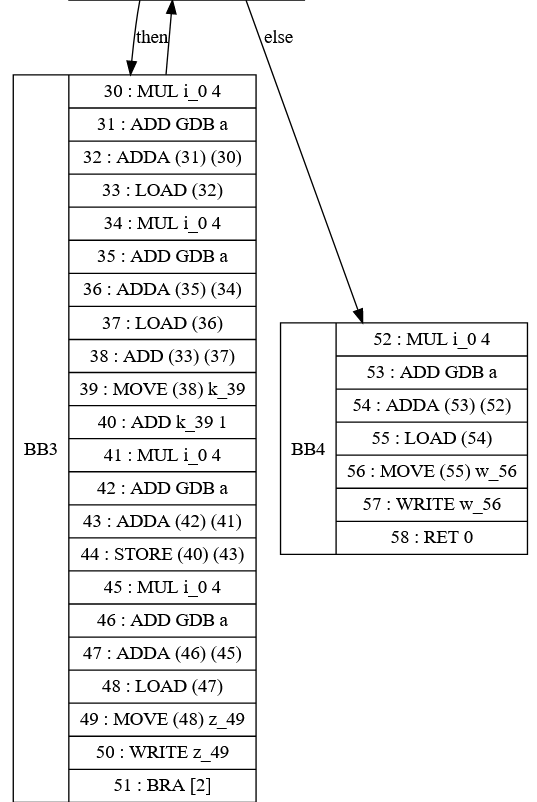 then
else
BB3
30 : MUL i_0 4
31 : ADD GDB a
32 : ADDA (31) (30)
33 : LOAD (32)
34 : MUL i_0 4
35 : ADD GDB a
36 : ADDA (35) (34)
37 : LOAD (36)
38 : ADD (33) (37)
39 : MOVE (38) k_39
40 : ADD k_39 1
41 : MUL i_0 4
42 : ADD GDB a
43 : ADDA (42) (41)
44 : STORE (40) (43)
45 : MUL i_0 4
46 : ADD GDB a
47 : ADDA (46) (45)
48 : LOAD (47)
49 : MOVE (48) z_49
50 : WRITE z_49
51 : BRA [2]
BB4
52 : MUL i_0 4
53 : ADD GDB a
54 : ADDA (53) (52)
55 : LOAD (54)
56 : MOVE (55) w_56
57 : WRITE w_56
58 : RET 0